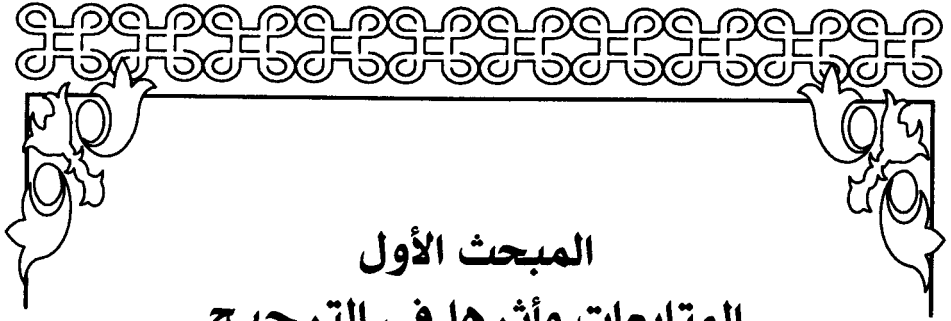 المبحث الأول
المتابعات وأثرها في الترجيح